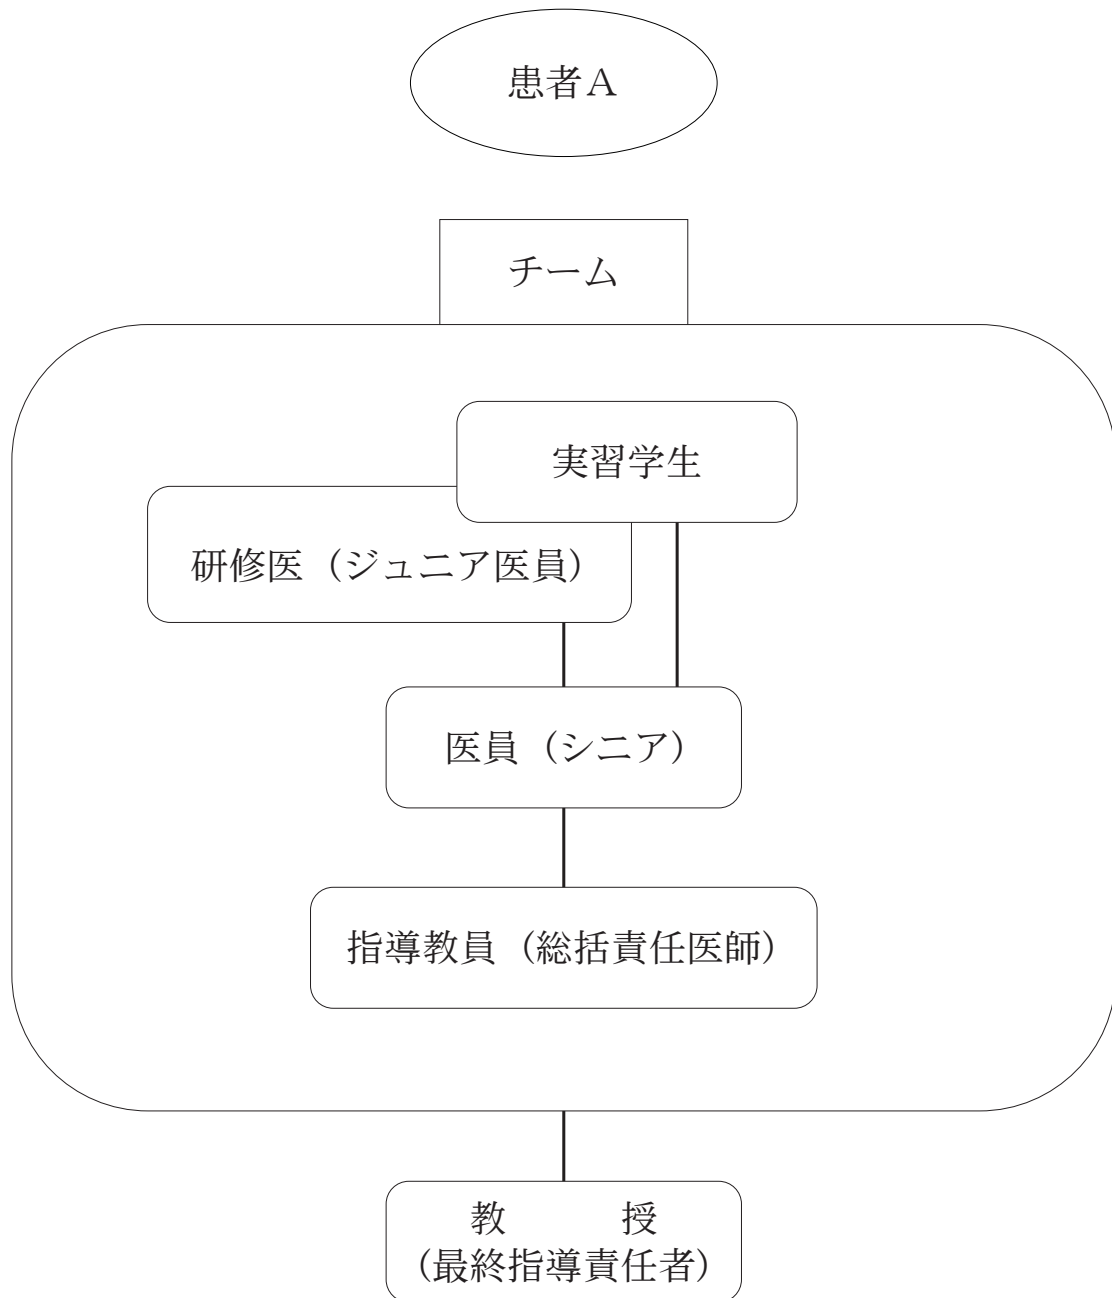 患者A
チーム
実習学生
研修医（ジュニア医員）
医員（シニア）
指導教員（総括責任医師）
教　　授
（最終指導責任者）